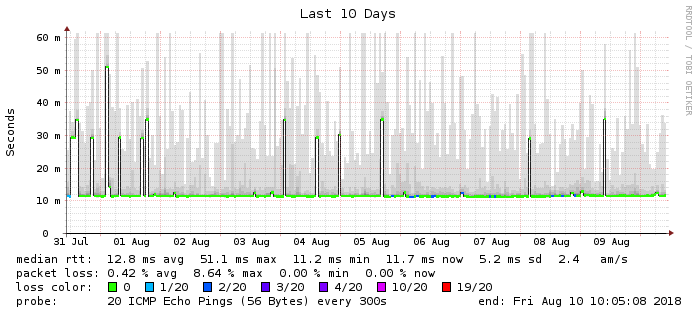 Last 10 Days
RRDTOOL / TOBI OETIKER
Seconds
60 m
50 m
40 m
30 m
20 m
10 m
0
31 Jul 01 Aug 02 Aug 03 Aug 04 Aug 05 Aug 06 Aug 07 Aug 08 Aug 09 Aug
median rtt: 12.8 ms avg 51.1 ms max 11.2 ms min 11.7 ms now 5.2 ms sd 2.4 am/s
packet loss: 0.42 % avg 8.64 % max 0.00 % min 0.00 % now
loss color: 0 1/20 2/20 3/20 4/20 10/20 19/20
probe: 20 ICMP Echo Pings (56 Bytes) every 300s end: Fri Aug 10 10:05:08 2018